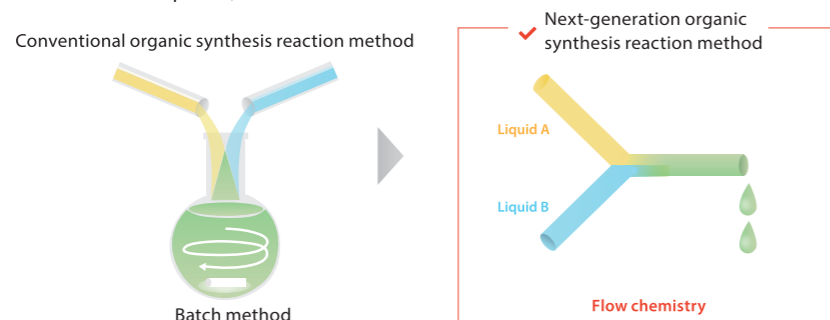 Conventional organic synthesis reaction method
Batch method
Next-generation organic
synthesis reaction method
Liquid A
Liquid B
Flow chemistry